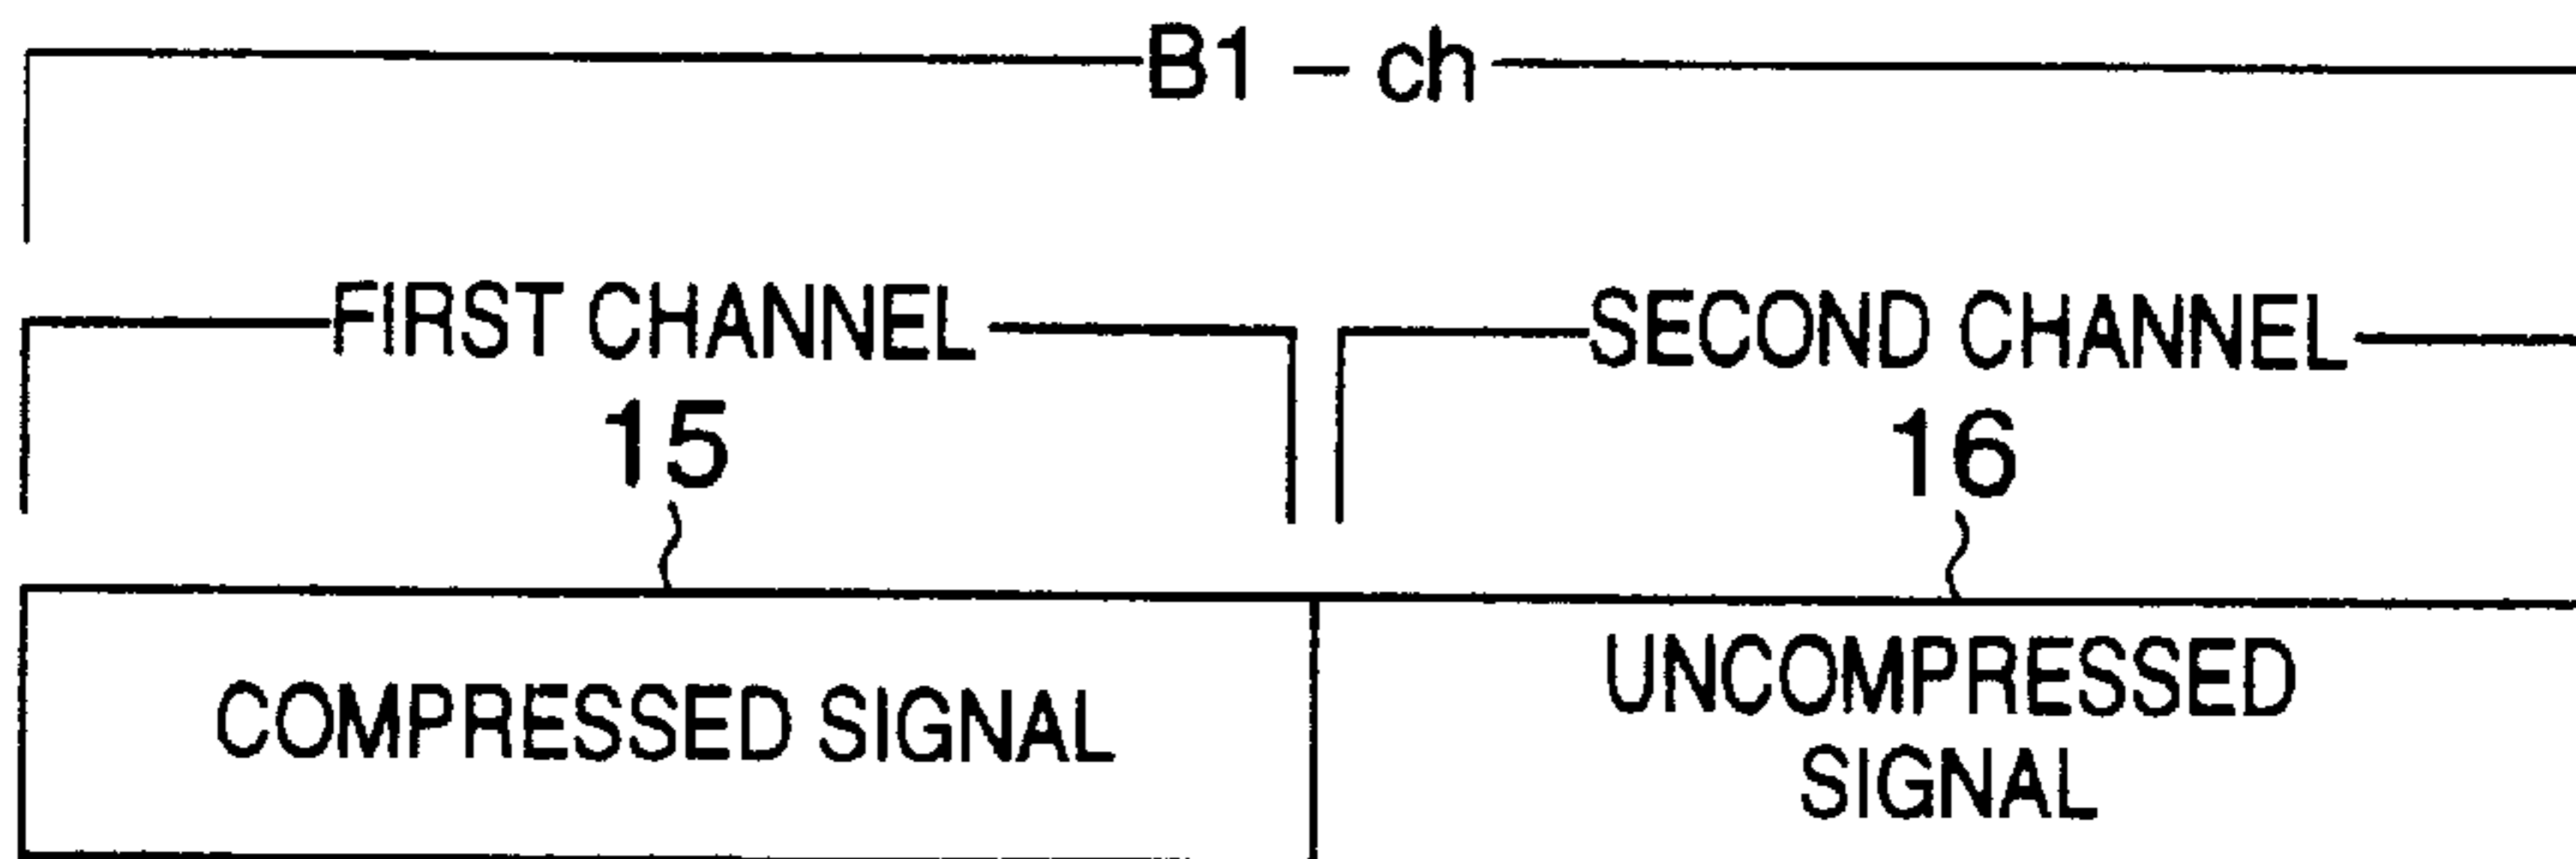 B1 – ch
FIRST CHANNEL
SECOND CHANNEL
15
16
COMPRESSED SIGNAL
UNCOMPRESSED
SIGNAL